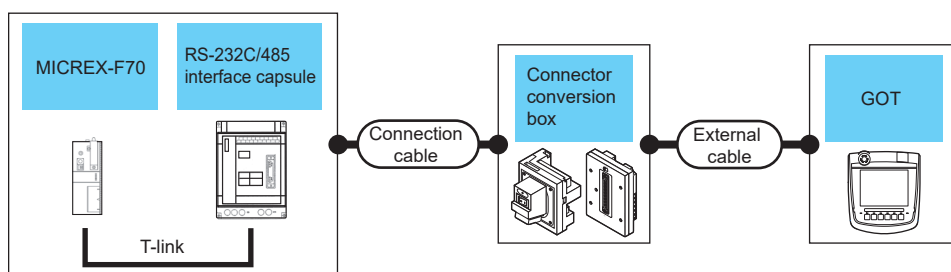 MICREX-F70
RS-232C/485
interface capsule
T-link
Connection
cable
Connector
conversion
box
External
cable
GOT